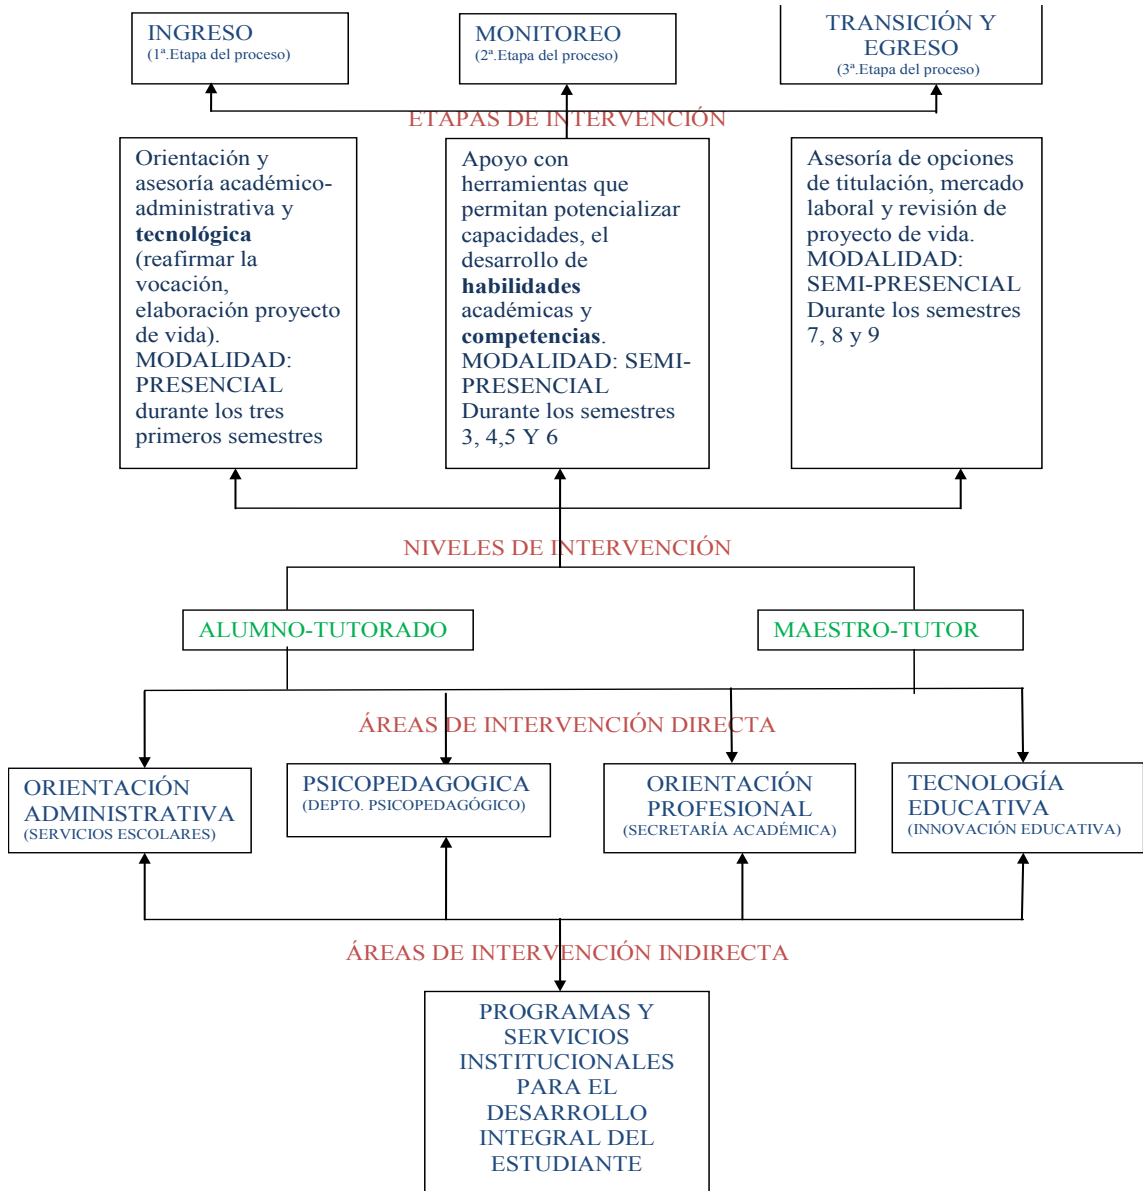 INGRESO
(1ª.Etapa del proceso)
MONITOREO
(2ª.Etapa del proceso)
TRANSICIÓN Y
EGRESO
(3ª.Etapa del proceso)
ETAPAS DE INTERVENCIÓN
Orientación y
asesoría académico-
administrativa y
tecnológica
(reafirmar la
vocación,
elaboración proyecto
de vida).
MODALIDAD:
PRESENCIAL
durante los tres
primeros semestres
Apoyo con
herramientas que
permitan potencializar
capacidades, el
desarrollo de
habilidades
académicas y
competencias.
MODALIDAD: SEMI-
PRESENCIAL
Durante los semestres
3, 4,5 Y 6
Asesoría de opciones
de titulación, mercado
laboral y revisión de
proyecto de vida.
MODALIDAD:
SEMI-PRESENCIAL
Durante los semestres
7, 8 y 9
NIVELES DE INTERVENCIÓN
ALUMNO-TUTORADO
MAESTRO-TUTOR
ÁREAS DE INTERVENCIÓN DIRECTA
ORIENTACIÓN
ADMINISTRATIVA
(SERVICIOS ESCOLARES)
PSICOPEDAGOGICA
(DEPTO. PSICOPEDAGÓGICO)
ORIENTACIÓN
PROFESIONAL
(SECRETARÍA ACADÉMICA)
TECNOLOGÍA
EDUCATIVA
(INNOVACIÓN EDUCATIVA)
ÁREAS DE INTERVENCIÓN INDIRECTA
PROGRAMAS Y
SERVICIOS
INSTITUCIONALES
PARA EL
DESARROLLO
INTEGRAL DEL
ESTUDIANTE